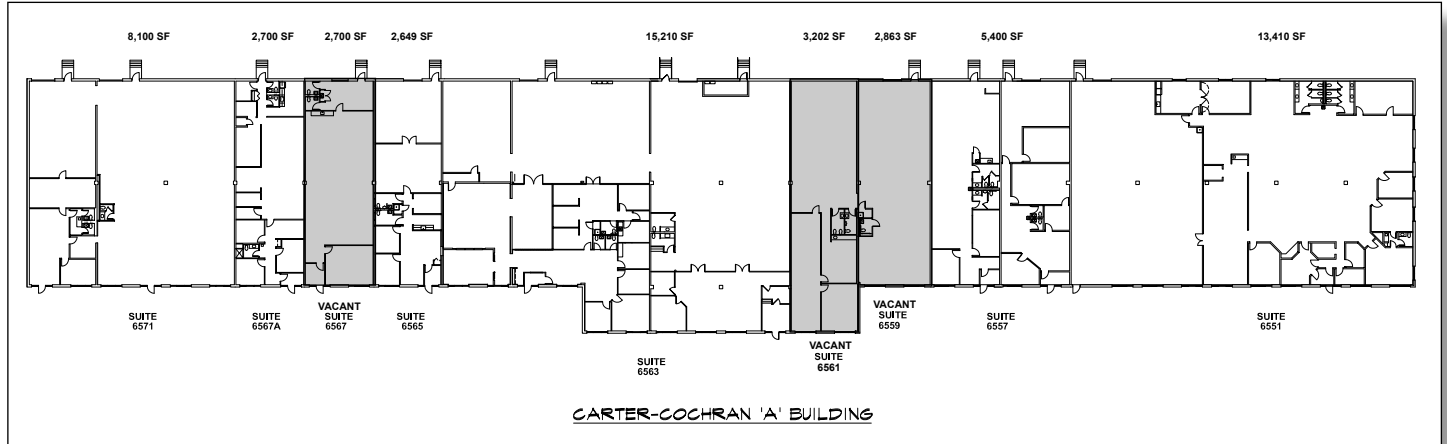 8,100 SF
2,700 SF
2,700 SF
2,649 SF
15,210 SF
3,202 SF
2,863 SF
5,400 SF
13,410 SF
SUITE
6571
SUITE
6567A
VACANT
SUITE
6567
SUITE
6565
SUITE
6563
VACANT
SUITE
6561
VACANT
SUITE
6559
SUITE
6557
SUITE
6551
CARTER-COCHRAN 'A' BUILDING